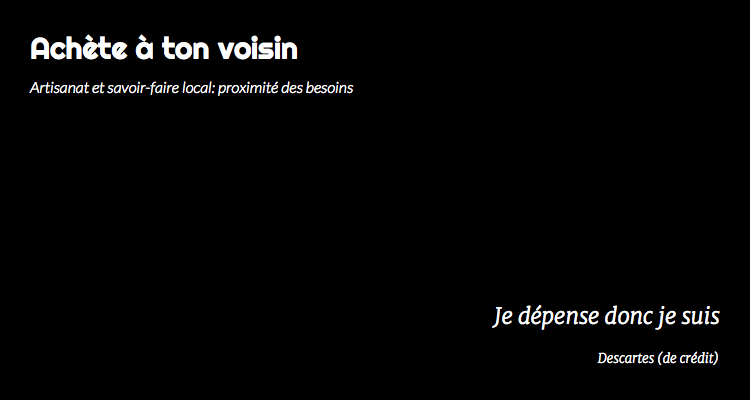 Achète à ton voisin
Artisanat et savoir-faire local: proximité des besoins
Je dépense donc je suis
Descartes (de crédit)